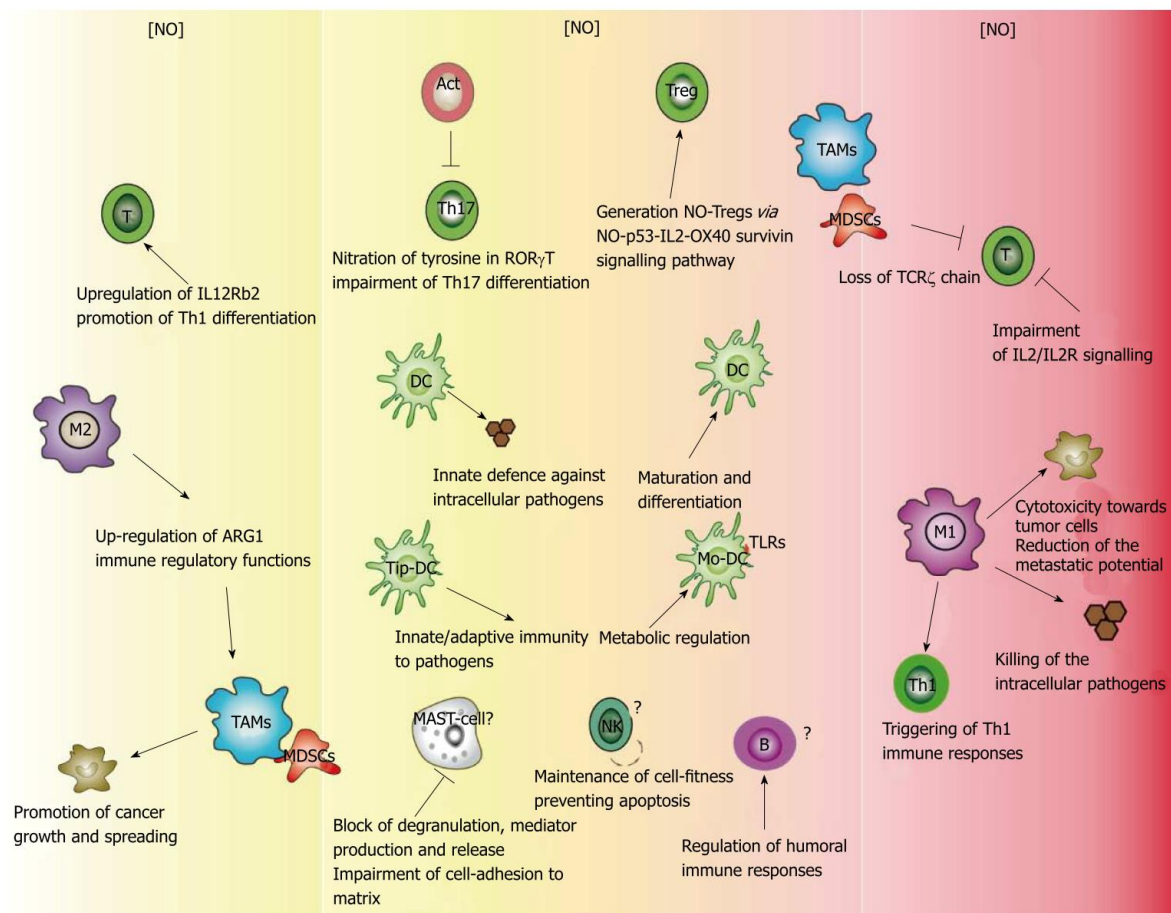 [NO]
T
Upregulation of IL12Rb2
promotion of Th1 differentiation
M2
Up-regulation of ARG1
immune regulatory functions
TAMs
MDSCs
Promotion of cancer
growth and spreading
[NO]
Act
Th17
Nitration of tyrosine in RORγT
impairment of Th17 differentiation
Treg
Generation NO-Tregs via
NO-p53-IL2-OX40 survivin
signalling pathway
DC
Innate defence against
intracellular pathogens
DC
Maturation and
differentiation
Tip-DC
Innate/adaptive immunity
to pathogens
Mo-DC
TLRs
Metabolic regulation
MAST-cell?
Block of degranulation, mediator
production and release
Impairment of cell-adhesion to
matrix
NK
?
Maintenance of cell-fitness
preventing apoptosis
B
?
Regulation of humoral
immune responses
[NO]
TAMs
MDSCs
T
Loss of TCRζ chain
Impairment
of IL2/IL2R signalling
M1
Cytotoxicity towards
tumor cells
Reduction of the
metastatic potential
Killing of the
intracellular pathogens
Th1
Triggering of Th1
immune responses